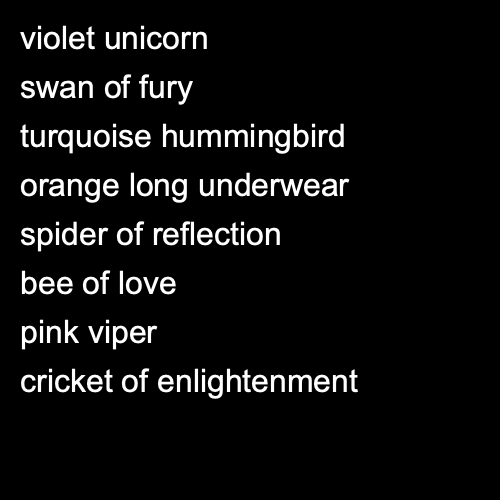 violet unicorn
swan of fury
turquoise hummingbird
orange long underwear
spider of reflection
bee of love
pink viper
cricket of enlightenment